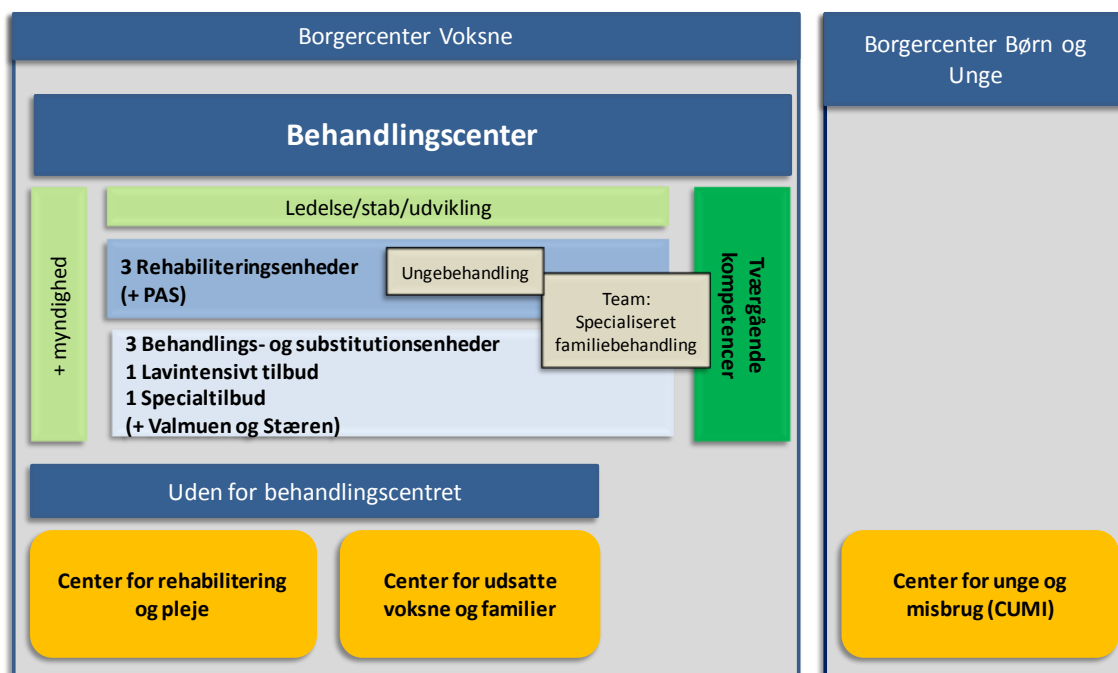 Borgercenter Voksne
Behandlingscenter
+ myndighed
Ledelse/stab/udvikling
3 Rehabiliteringsenheder
(+ PAS)
Ungebehandling
Team:
Specialiseret
familiebehandling
3 Behandlings- og substitutionsenheder
1 Lavintensivt tilbud
1 Specialtilbud
(+ Valmuen og Stæren)
Tværgående
kompetencer
Uden for behandlingscentret
Center for rehabilitering
og pleje
Center for udsatte
voksne og familier
Borgercenter Børn og
Unge
Center for unge og
misbrug (CUMI)